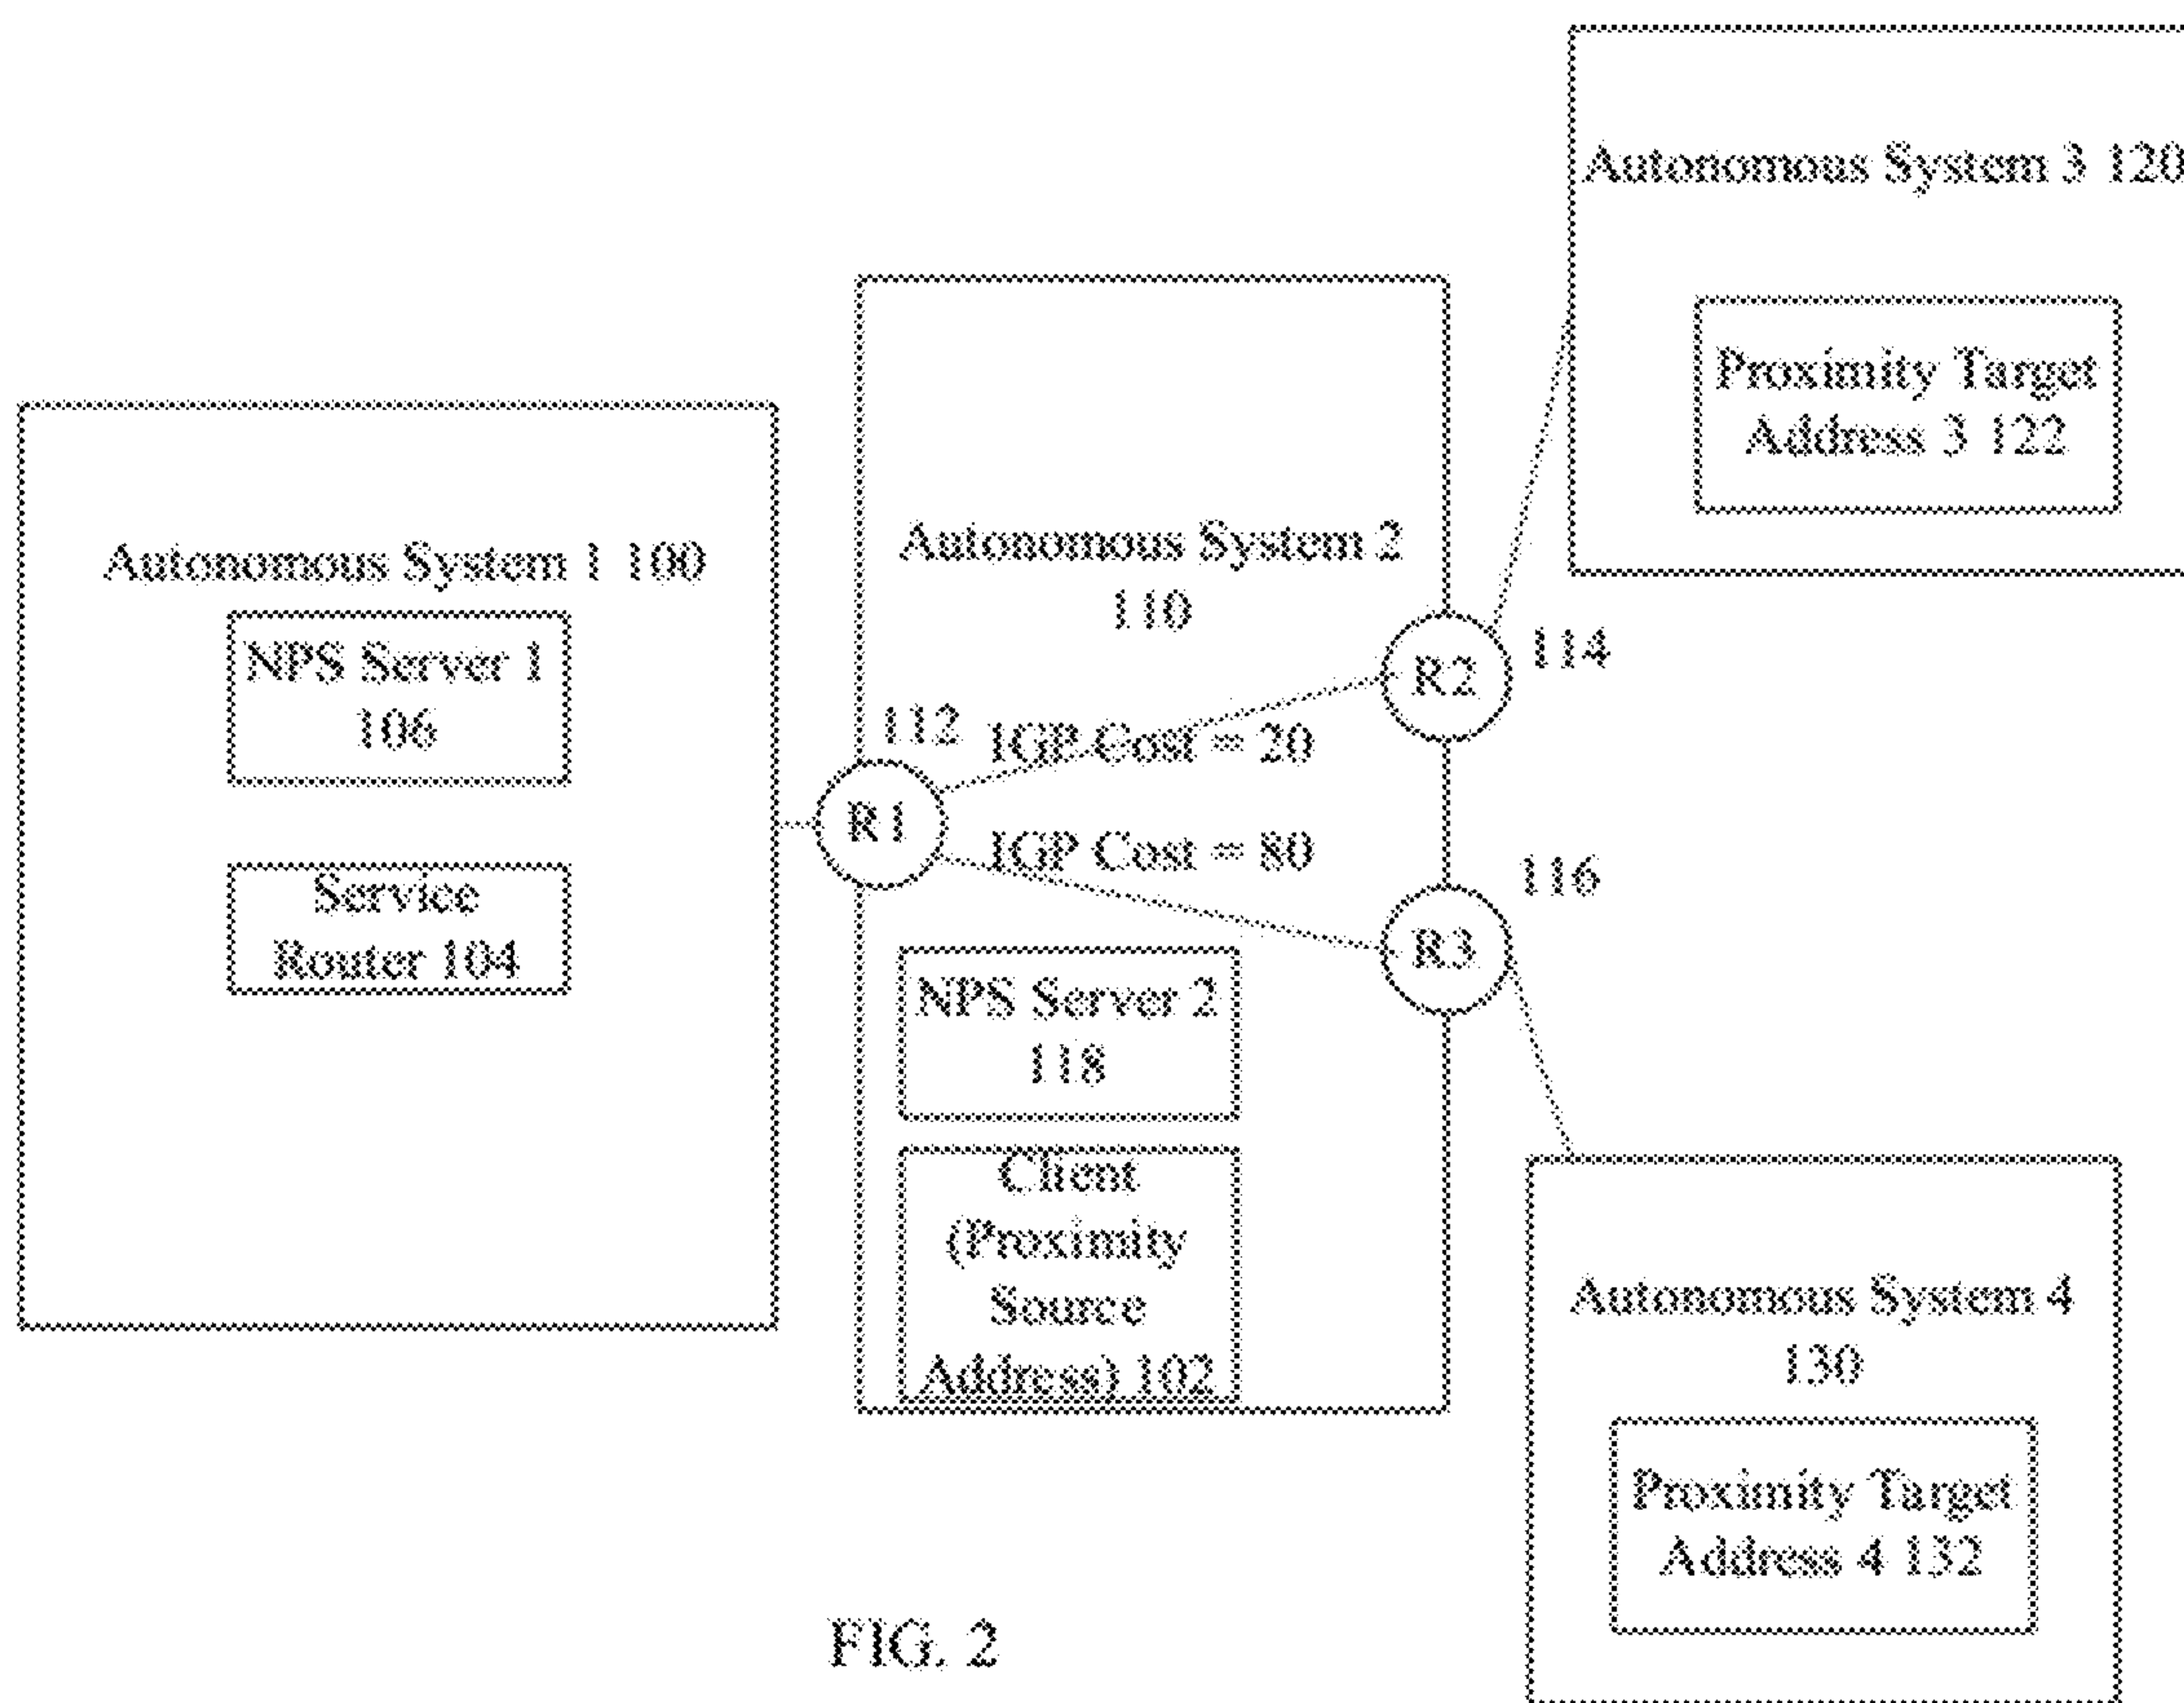 Autonomous System 1 100
NPS Server 1
106
Service
Router 104
Autonomous System 2
110
112
R1
IGP Cost = 20
IGP Cost = 80
R2
114
R3
116
NPS Server 2
118
Client
(Proximity
Source
Address) 102
Autonomous System 3 120
Proximity Target
Address 3 122
Autonomous System 4
130
Proximity Target
Address 4 132
FIG. 2